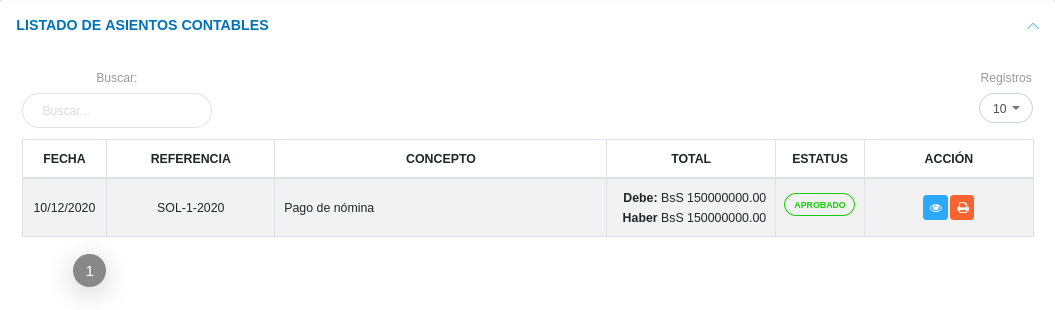 LISTADO DE ASIENTOS CONTABLES
Buscar:
Registros
Buscar...
10
FECHA REFERENCIA CONCEPTO TOTAL ESTATUS ACCIÓN
10/12/2020 SOL-1-2020 Pago de nómina Debe: BsS 150000000.00 APROBADO
Haber BsS 150000000.00
1